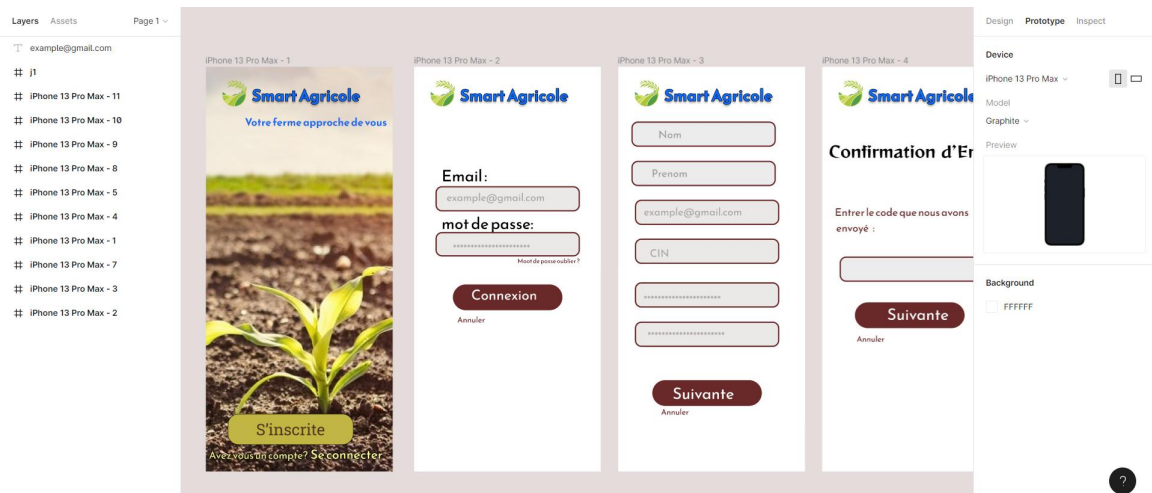 Layers Assets Page 1
example@gmail.com
j1
iPhone 13 Pro Max - 11
iPhone 13 Pro Max - 10
iPhone 13 Pro Max - 9
iPhone 13 Pro Max - 8
iPhone 13 Pro Max - 5
iPhone 13 Pro Max - 4
iPhone 13 Pro Max - 1
iPhone 13 Pro Max - 7
iPhone 13 Pro Max - 3
iPhone 13 Pro Max - 2
iPhone 13 Pro Max - 1
Smart Agricole
Votre ferme approche de vous
S'inscrite
Avez vous un compte? Se connecter
iPhone 13 Pro Max - 2
Smart Agricole
Email:
example@gmail.com
mot de passe:
Moot de passe oublier ?
Connexion
Annuler
iPhone 13 Pro Max - 3
Smart Agricole
Nom
Prenom
example@gmail.com
CIN
Suivante
Annuler
iPhone 13 Pro Max - 4
Smart Agricole
Confirmation d'Er
Entrer le code que nous avons
envoyé :
Suivante
Annuler
Design Prototype Inspect
Device
iPhone 13 Pro Max
Model
Graphite
Preview
Background
FFFFFF
?